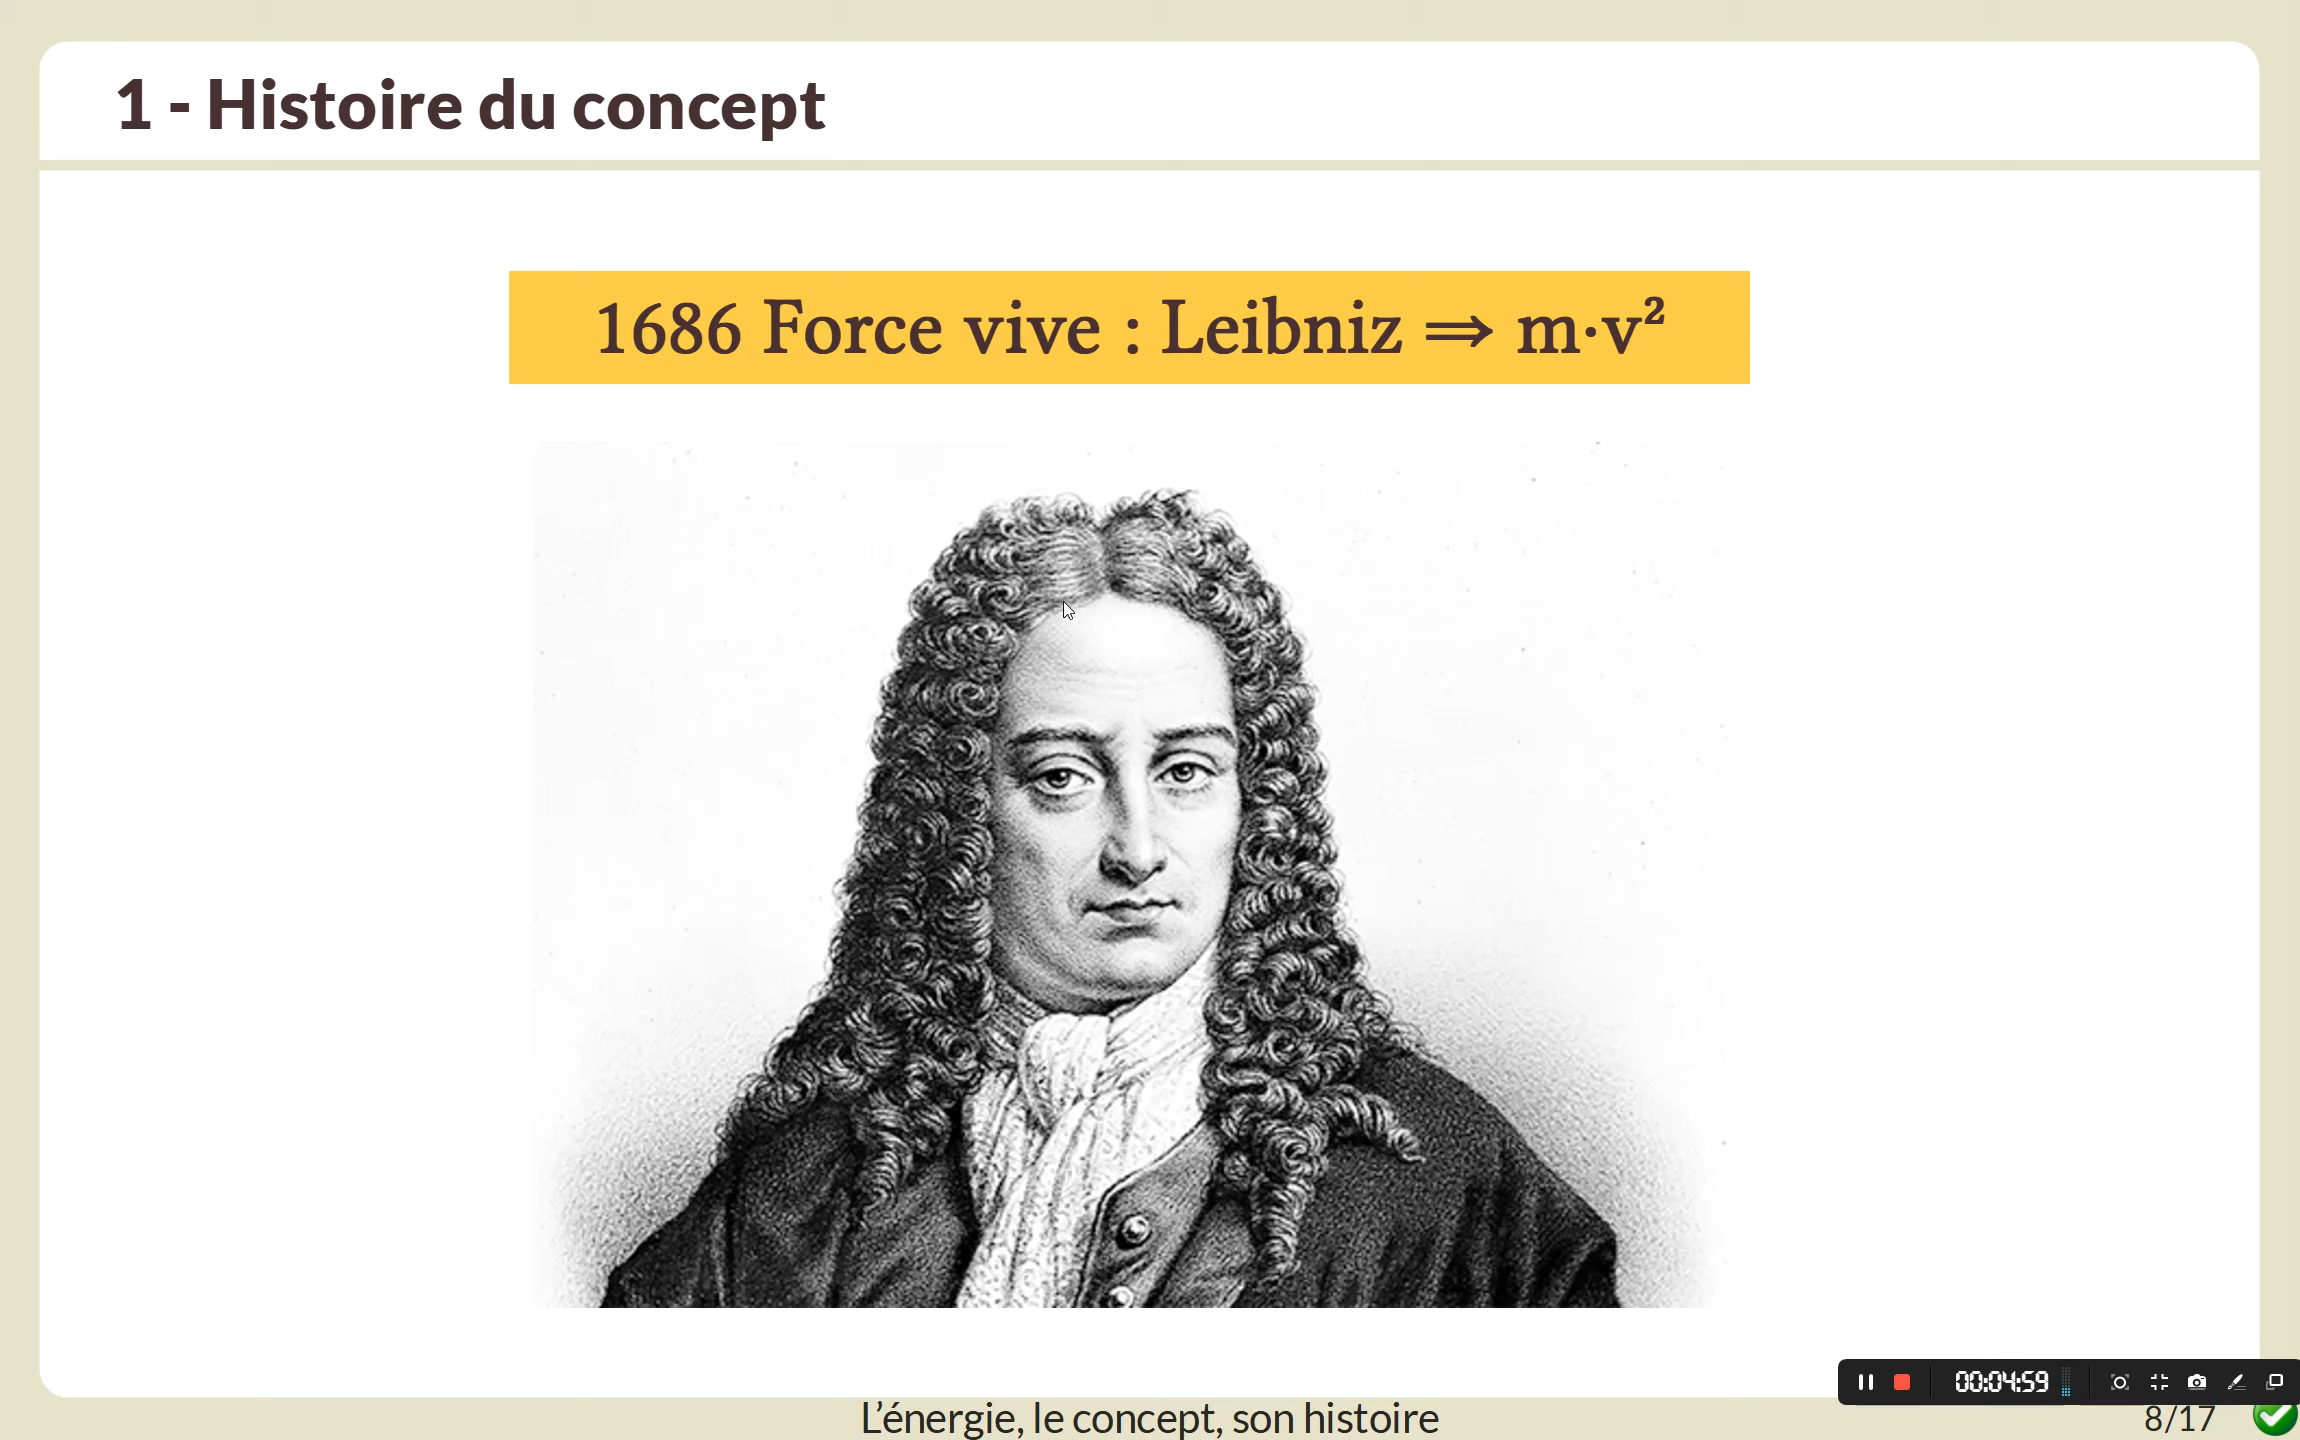 1 - Histoire du concept
1686 Force vive : Leibniz ⇒ m·v²
00:04:59
L’énergie, le concept, son histoire
8/17